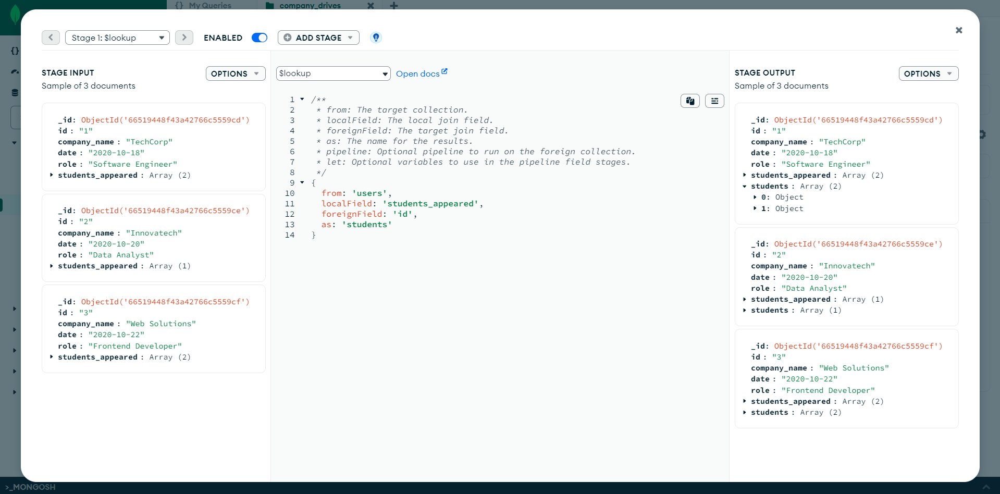 {} My Queries
company_drives
Stage 1: $lookup
ENABLED
ADD STAGE
STAGE INPUT
OPTIONS
Sample of 3 documents
_id: ObjectId('66519448f43a42766c5559cd')
id : "1"
company_name : "TechCorp"
date : "2020-10-18"
role : "Software Engineer"
students_appeared : Array (2)
_id: ObjectId('66519448f43a42766c5559ce')
id : "2"
company_name : "Innovatech"
date : "2020-10-20"
role : "Data Analyst"
students_appeared : Array (1)
_id: ObjectId('66519448f43a42766c5559cf')
id : "3"
company_name : "Web Solutions"
date : "2020-10-22"
role : "Frontend Developer"
students_appeared : Array (2)
$lookup
Open docs
1 /**
2 * from: The target collection.
3 * localField: The local join field.
4 * foreignField: The target join field.
5 * as: The name for the results.
6 * pipeline: Optional pipeline to run on the foreign collection.
7 * let: Optional variables to use in the pipeline field stages.
8 */
9 {
10 from: 'users',
11 localField: 'students_appeared',
12 foreignField: 'id',
13 as: 'students'
14 }
STAGE OUTPUT
OPTIONS
Sample of 3 documents
_id: ObjectId('66519448f43a42766c5559cd')
id : "1"
company_name : "TechCorp"
date : "2020-10-18"
role : "Software Engineer"
students_appeared : Array (2)
students : Array (2)
0: Object
1: Object
_id: ObjectId('66519448f43a42766c5559ce')
id : "2"
company_name : "Innovatech"
date : "2020-10-20"
role : "Data Analyst"
students_appeared : Array (1)
students : Array (1)
_id: ObjectId('66519448f43a42766c5559cf')
id : "3"
company_name : "Web Solutions"
date : "2020-10-22"
role : "Frontend Developer"
students_appeared : Array (2)
students : Array (2)
>_MONGOSH